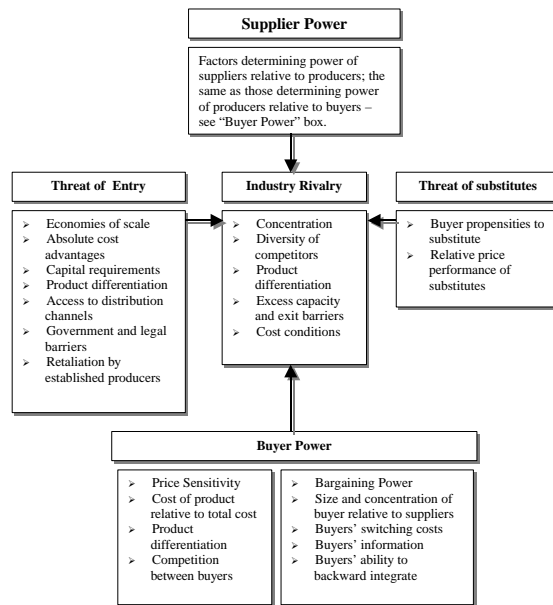 Supplier Power
Factors determining power of
suppliers relative to producers; the
same as those determining power
of producers relative to buyers –
see “Buyer Power” box.
Threat of Entry
Economies of scale
Absolute cost
advantages
Capital requirements
Product differentiation
Access to distribution
channels
Government and legal
barriers
Retaliation by
established producers
Industry Rivalry
Concentration
Diversity of
competitors
Product
differentiation
Excess capacity
and exit barriers
Cost conditions
Threat of substitutes
Buyer propensities to
substitute
Relative price
performance of
substitutes
Buyer Power
Price Sensitivity
Cost of product
relative to total cost
Product
differentiation
Competition
between buyers
Bargaining Power
Size and concentration of
buyer relative to suppliers
Buyers’ switching costs
Buyers’ information
Buyers’ ability to
backward integrate